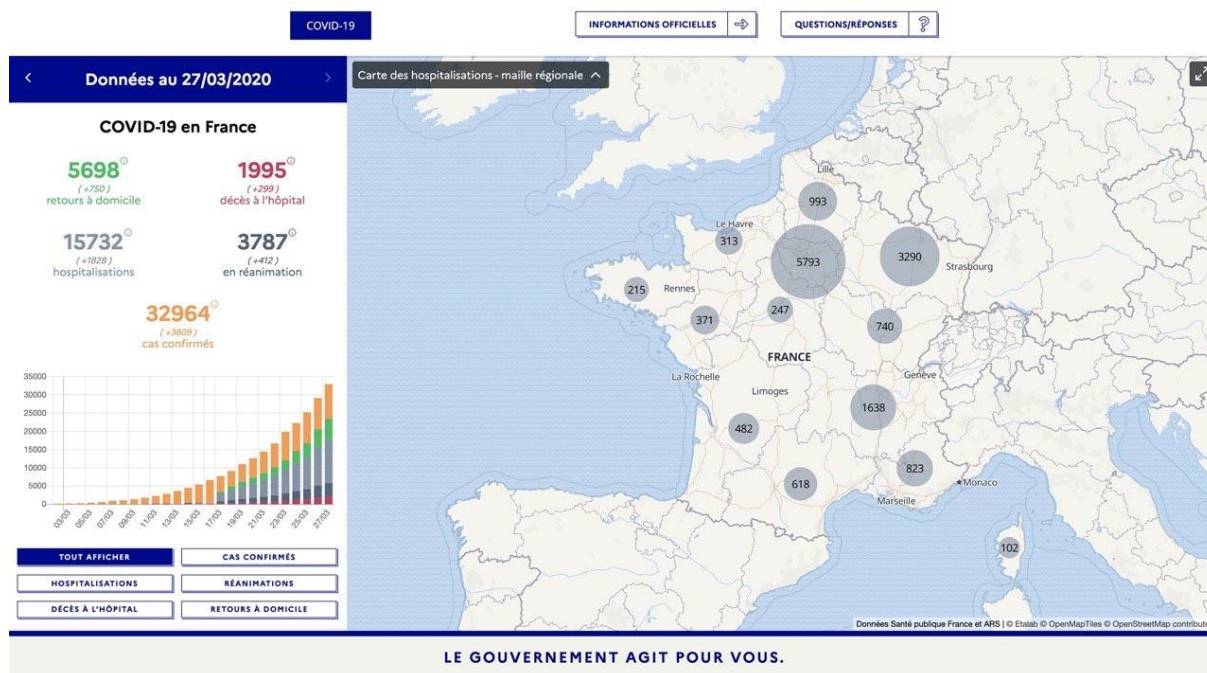 COVID-19
INFORMATIONS OFFICIELLES
QUESTIONS/RÉPONSES
Données au 27/03/2020
COVID-19 en France
5698
(+750)
retours à domicile
1995
(+299)
décès à l'hôpital
15732
(+1828)
hospitalisations
3787
(+412)
en réanimation
32964
(+3809)
cas confirmés
35000
30000
25000
20000
15000
10000
5000
0
03/03
05/03
07/03
09/03
11/03
13/03
15/03
17/03
19/03
21/03
23/03
25/03
27/03
TOUT AFFICHER
CAS CONFIRMÉS
HOSPITALISATIONS
RÉANIMATIONS
DÉCÈS À L'HÔPITAL
RETOURS À DOMICILE
Carte des hospitalisations - maille régionale
Lille
993
Le Havre
313
5793
3290
Strasbourg
215
Rennes
371
247
740
FRANCE
La Rochelle
Limoges
Genève
1638
482
823
618
Monaco
Marseille
102
Données Santé publique France et ARS | © Etalab © OpenMapTiles © OpenStreetMap contributo
LE GOUVERNEMENT AGIT POUR VOUS.